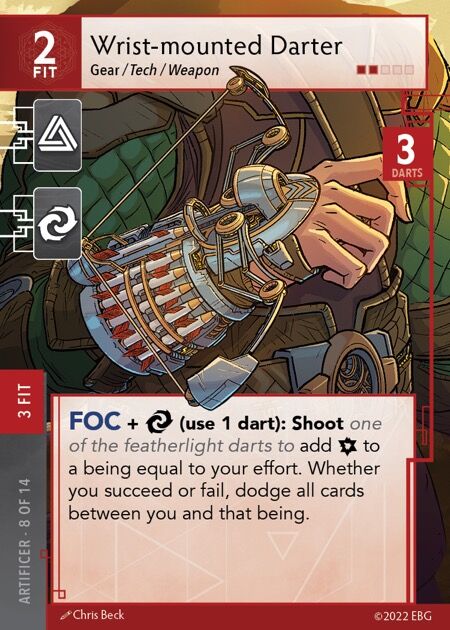 2
FIT
Wrist-mounted Darter
Gear / Tech / Weapon
3
DARTS
3 FIT
ARTIFICER - 8 OF 14
FOC + (use 1 dart): Shoot one
of the featherlight darts to add to
a being equal to your effort. Whether
you succeed or fail, dodge all cards
between you and that being.
Chris Beck
©2022 EBG